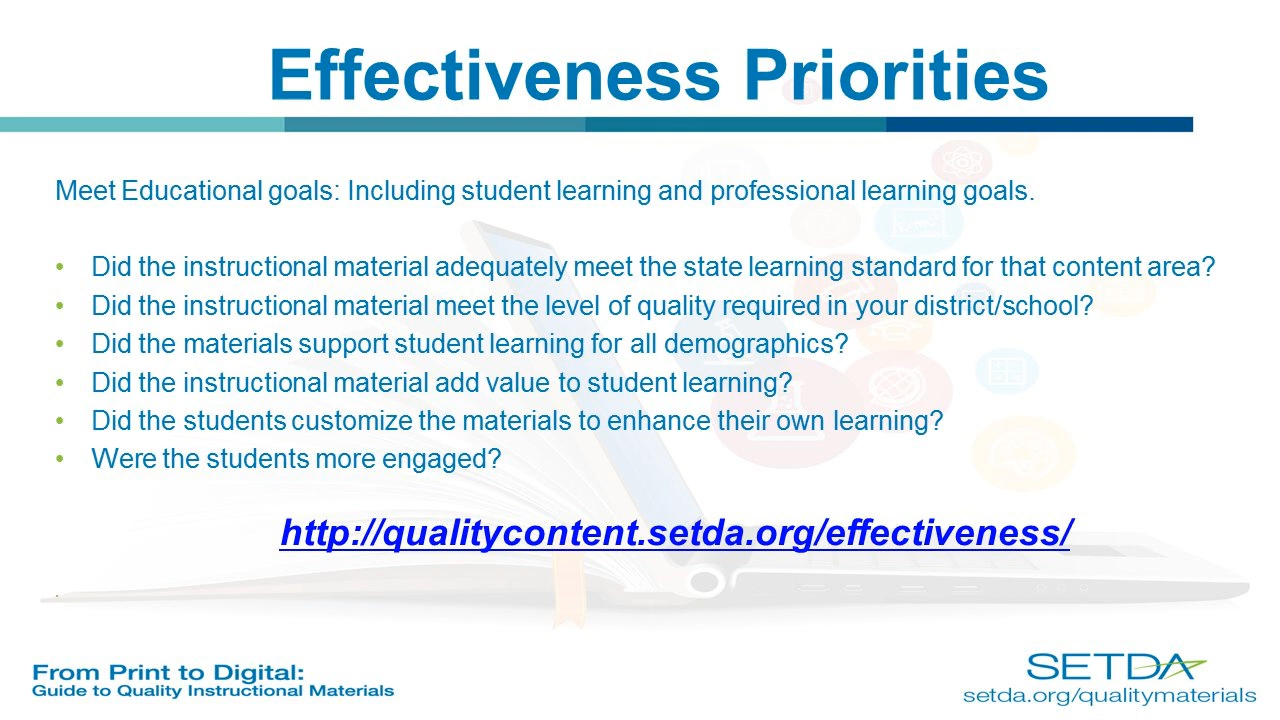 Effectiveness Priorities
Meet Educational goals: Including student learning and professional learning goals.
• Did the instructional material adequately meet the state learning standard for that content area?
• Did the instructional material meet the level of quality required in your district/school?
• Did the materials support student learning for all demographics?
• Did the instructional material add value to student learning?
• Did the students customize the materials to enhance their own learning?
• Were the students more engaged?
http://qualitycontent.setda.org/effectiveness/
.
From Print to Digital:
Guide to Quality Instructional Materials
SETDA
setda.org/qualitymaterials